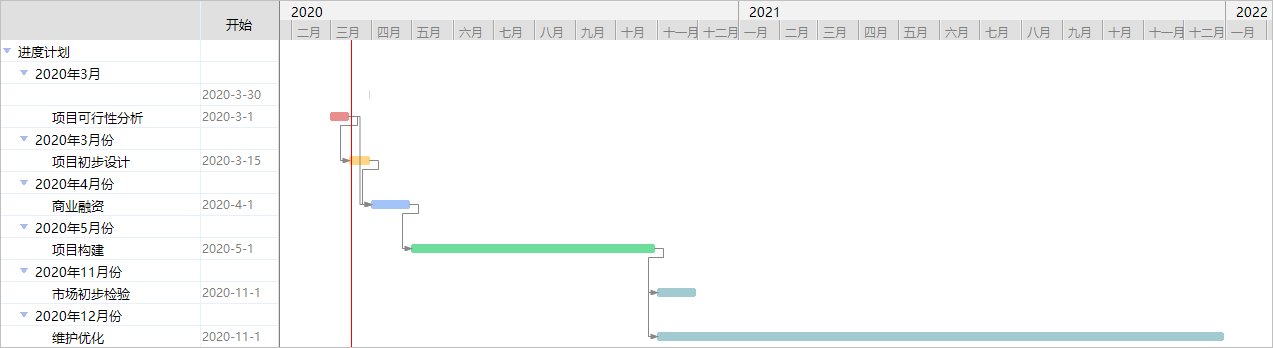 开始
2020
2021
2022
二月 三月 四月 五月 六月 七月 八月 九月 十月 十一月 十二月 一月 二月 三月 四月 五月 六月 七月 八月 九月 十月 十一月 十二月 一月
进度计划
2020年3月
2020-3-30
项目可行性分析 2020-3-1
2020年3月份
项目初步设计 2020-3-15
2020年4月份
商业融资 2020-4-1
2020年5月份
项目构建 2020-5-1
2020年11月份
市场初步检验 2020-11-1
2020年12月份
维护优化 2020-11-1